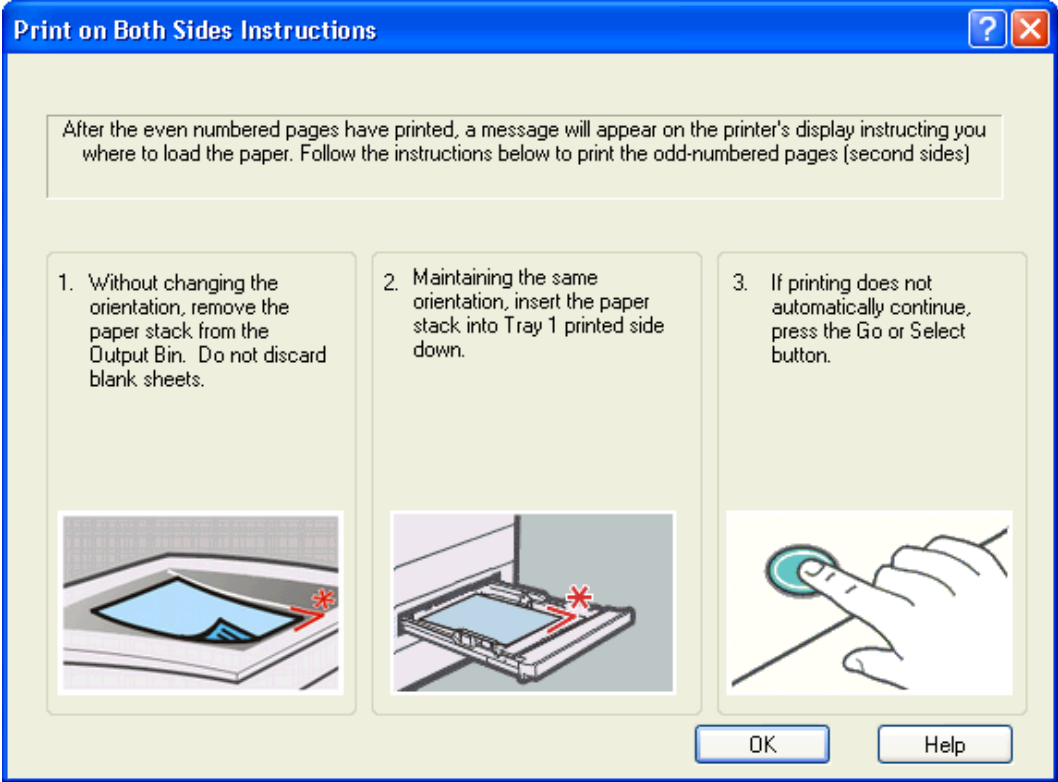 Print on Both Sides Instructions
After the even numbered pages have printed, a message will appear on the printer's display instructing you
where to load the paper. Follow the instructions below to print the odd-numbered pages (second sides)
1. Without changing the
orientation, remove the
paper stack from the
Output Bin. Do not discard
blank sheets.
2. Maintaining the same
orientation, insert the paper
stack into Tray 1 printed side
down.
3. If printing does not
automatically continue,
press the Go or Select
button.
OK
Help